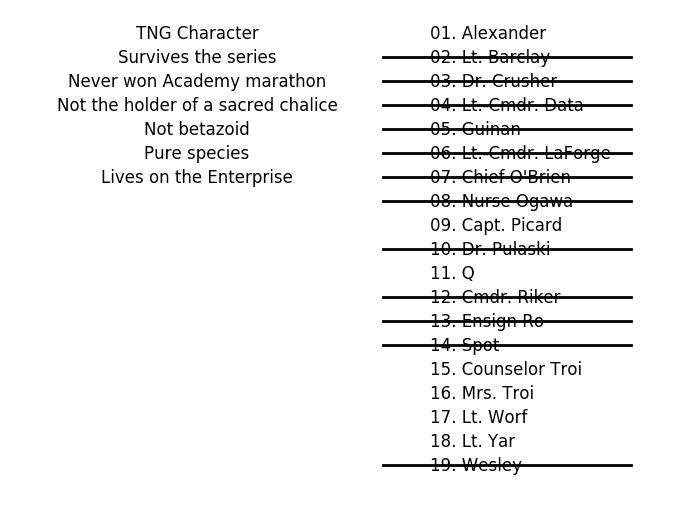 TNG Character
Survives the series
Never won Academy marathon
Not the holder of a sacred chalice
Not betazoid
Pure species
Lives on the Enterprise
01. Alexander
02. Lt. Barclay
03. Dr. Crusher
04. Lt.-Cmdr. Data
05. Guinan
06. Lt.-Cmdr. LaForge
07. Chief O'Brien
08. Nurse Ogawa
09. Capt. Picard
10. Dr. Pulaski
11. Q
12. Cmdr. Riker
13. Ensign Ro
14. Spot
15. Counselor Troi
16. Mrs. Troi
17. Lt. Worf
18. Lt. Yar
19. Wesley